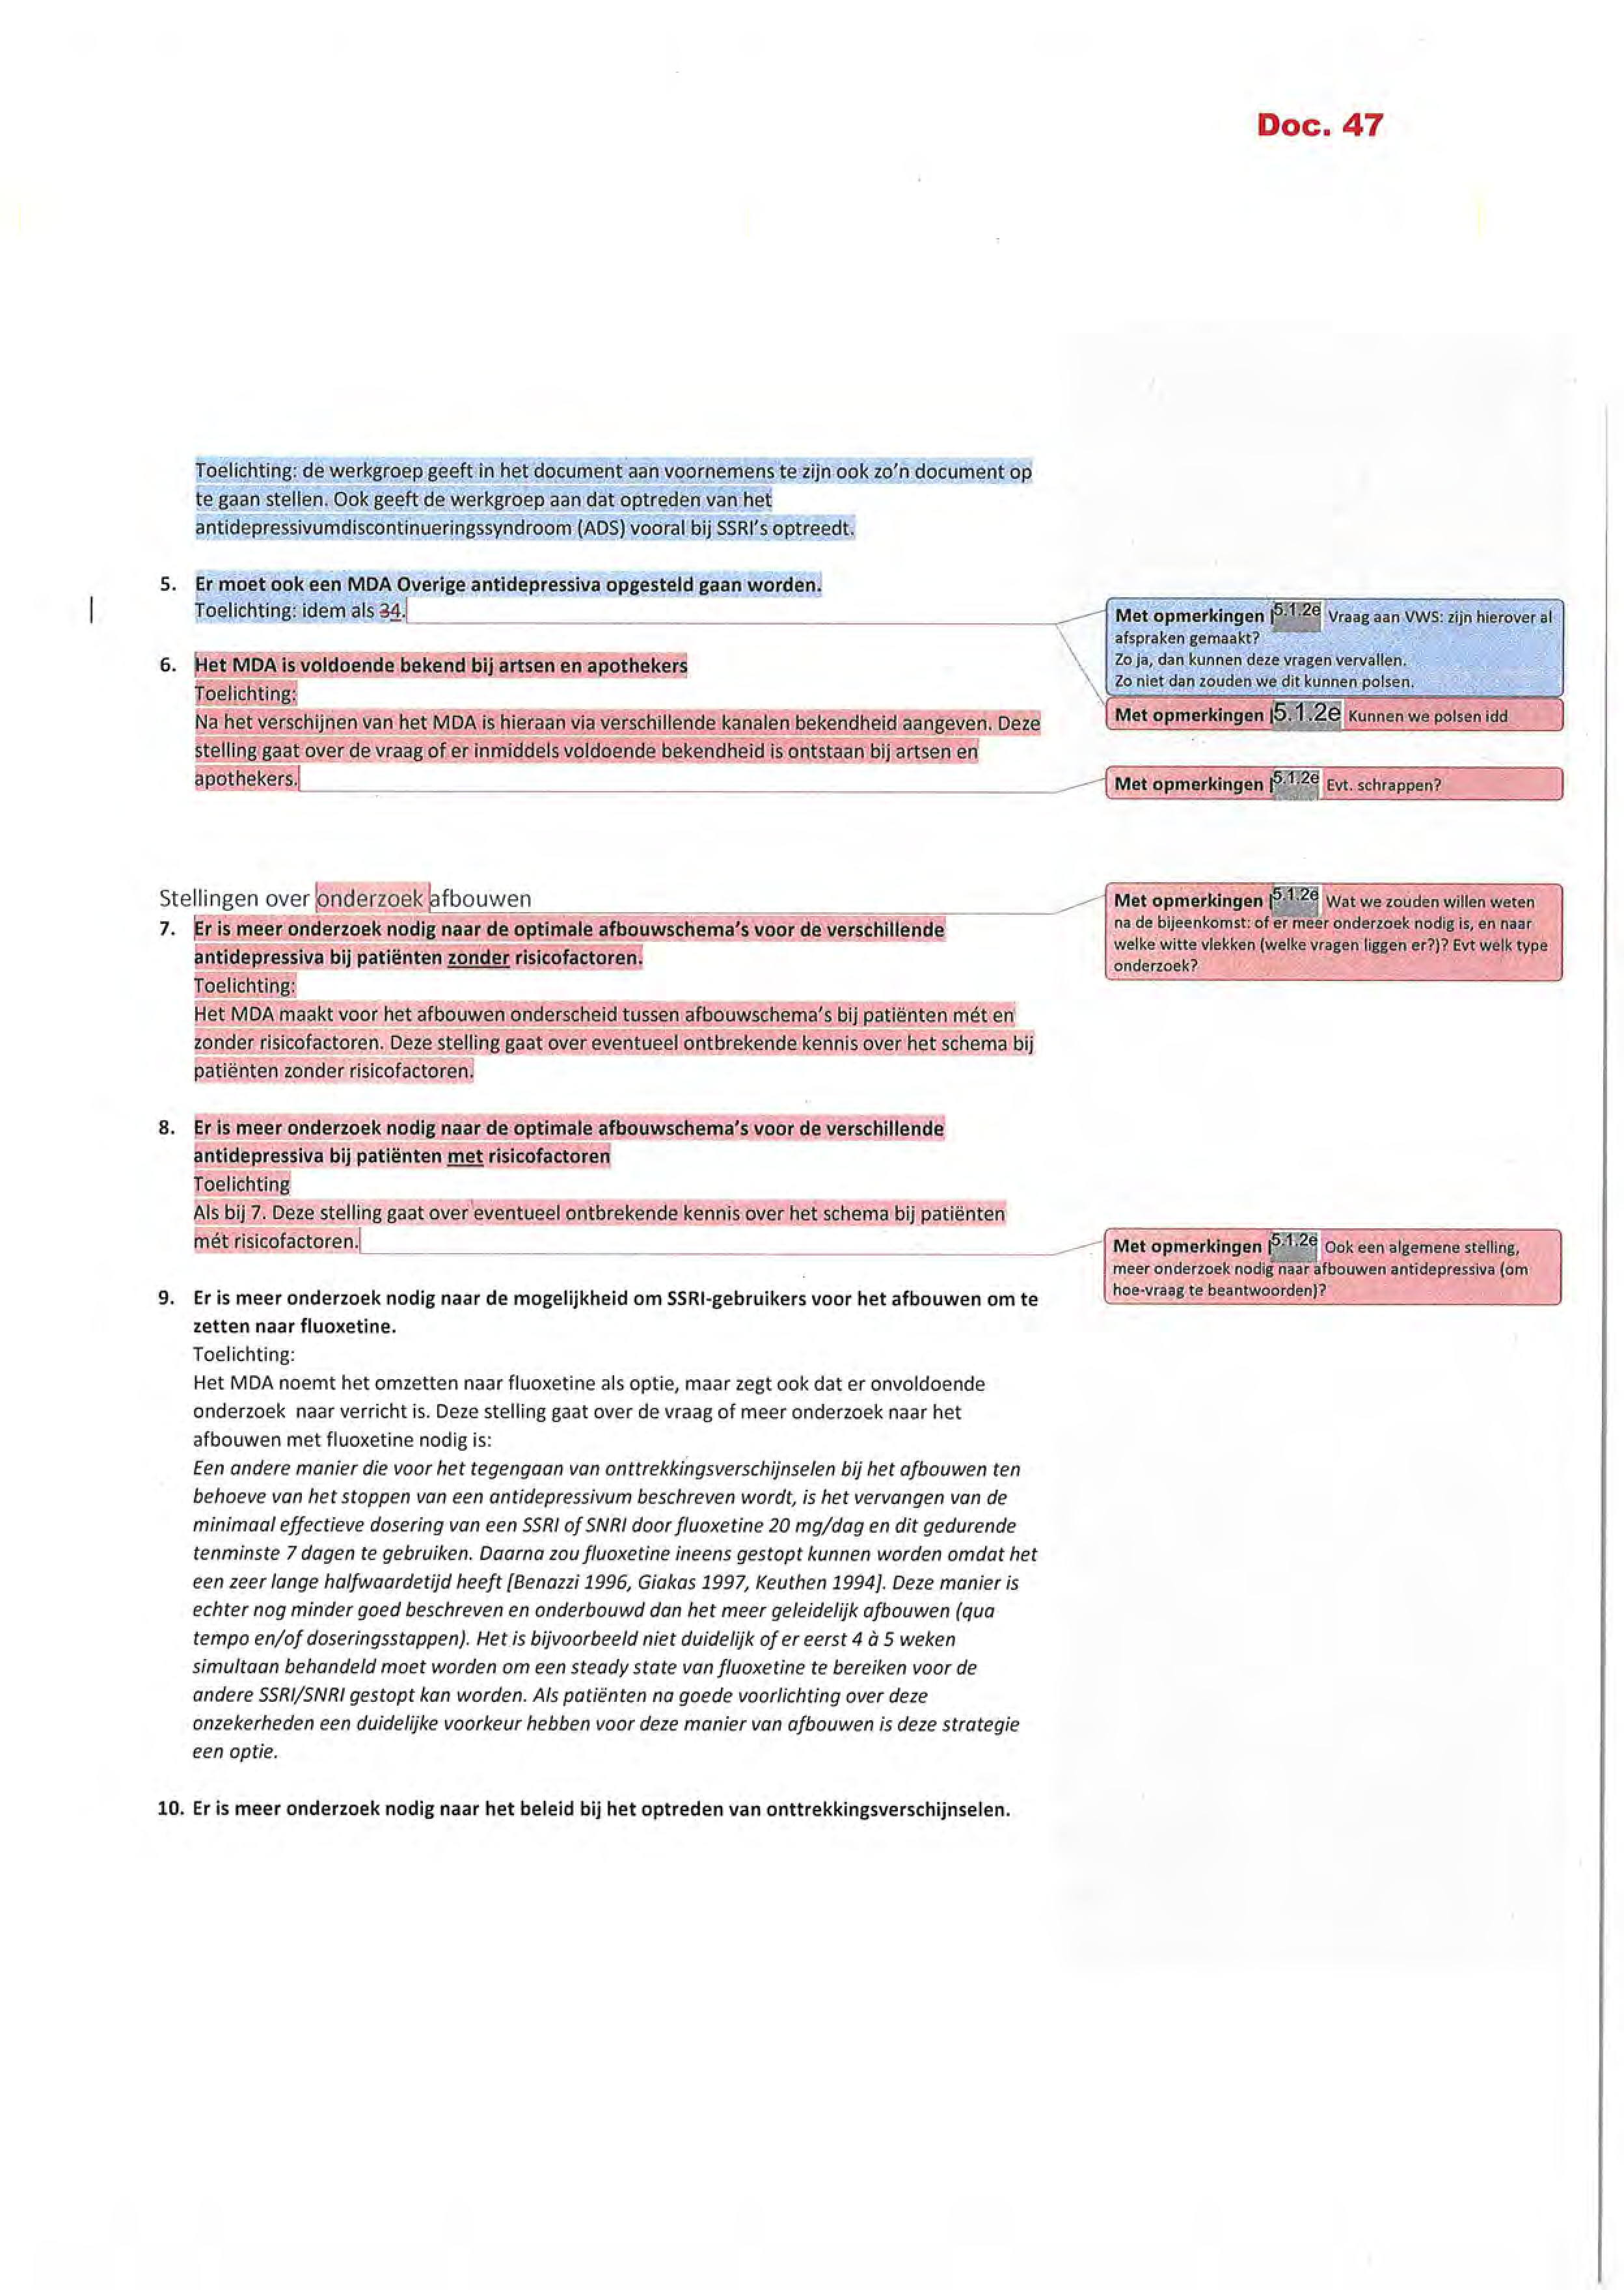 Doc. 47
Toelichting: de werkgroep geeft in het document aan voornemens te zijn ook zo'n document op
te gaan stellen. Ook geeft de werkgroep aan dat optreden van het
antidepressivumdiscontinueringssyndroom (ADS) vooral bij SSRI's optreedt.
5. Er moet ook een MDA Overige antidepressiva opgesteld gaan worden.
Toelichting: idem als 34.
Met opmerkingen 5.1.2e Vraag aan VWS: zijn hierover al
afspraken gemaakt?
Zo ja, dan kunnen deze vragen vervallen.
Zo niet dan zouden we dit kunnen polsen.
Met opmerkingen 5.1.2e Kunnen we polsen idd
6. Het MDA is voldoende bekend bij artsen en apothekers
Toelichting:
Na het verschijnen van het MDA is hieraan via verschillende kanalen bekendheid aangeven. Deze
stelling gaat over de vraag of er inmiddels voldoende bekendheid is ontstaan bij artsen en
apothekers.
Met opmerkingen 5.1.2e Evt. schrappen?
Stellingen over onderzoek afbouwen
Met opmerkingen 5.1.2e Wat we zouden willen weten
na de bijeenkomst: of er meer onderzoek nodig is, en naar
welke witte vlekken (welke vragen liggen er?)? Evt welk type
onderzoek?
7. Er is meer onderzoek nodig naar de optimale afbouwschema's voor de verschillende
antidepressiva bij patiënten zonder risicofactoren.
Toelichting:
Het MDA maakt voor het afbouwen onderscheid tussen afbouwschema's bij patiënten mét en
zonder risicofactoren. Deze stelling gaat over eventueel ontbrekende kennis over het schema bij
patiënten zonder risicofactoren.
8. Er is meer onderzoek nodig naar de optimale afbouwschema's voor de verschillende
antidepressiva bij patiënten met risicofactoren
Toelichting
Als bij 7. Deze stelling gaat over eventueel ontbrekende kennis over het schema bij patiënten
mét risicofactoren.
Met opmerkingen 5.1.2e Ook een algemene stelling,
meer onderzoek nodig naar afbouwen antidepressiva (om
hoe-vraag te beantwoorden)?
9. Er is meer onderzoek nodig naar de mogelijkheid om SSRI-gebruikers voor het afbouwen om te
zetten naar fluoxetine.
Toelichting:
Het MDA noemt het omzetten naar fluoxetine als optie, maar zegt ook dat er onvoldoende
onderzoek naar verricht is. Deze stelling gaat over de vraag of meer onderzoek naar het
afbouwen met fluoxetine nodig is:
Een andere manier die voor het tegengaan van onttrekkingsverschijnselen bij het afbouwen ten
behoeve van het stoppen van een antidepressivum beschreven wordt, is het vervangen van de
minimaal effectieve dosering van een SSRI of SNRI door fluoxetine 20 mg/dag en dit gedurende
tenminste 7 dagen te gebruiken. Daarna zou fluoxetine ineens gestopt kunnen worden omdat het
een zeer lange halfwaardetijd heeft [Benazzi 1996, Giakas 1997, Keuthen 1994]. Deze manier is
echter nog minder goed beschreven en onderbouwd dan het meer geleidelijk afbouwen (qua
tempo en/of doseringsstappen). Het is bijvoorbeeld niet duidelijk of er eerst 4 à 5 weken
simultaan behandeld moet worden om een steady state van fluoxetine te bereiken voor de
andere SSRI/SNRI gestopt kan worden. Als patiënten na goede voorlichting over deze
onzekerheden een duidelijke voorkeur hebben voor deze manier van afbouwen is deze strategie
een optie.
10. Er is meer onderzoek nodig naar het beleid bij het optreden van onttrekkingsverschijnselen.